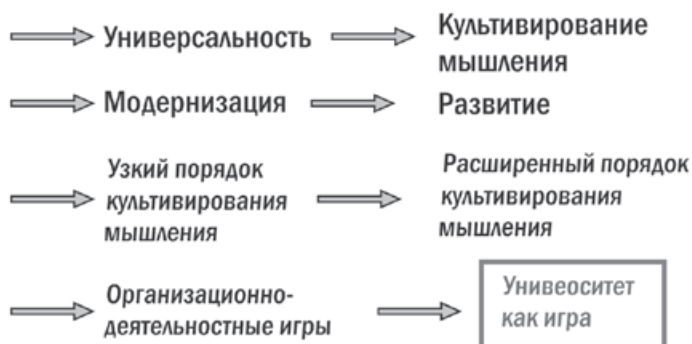 Универсальность
Культивирование
мышления
Модернизация
Развитие
Узкий порядок
культивирования
мышления
Расширенный порядок
культивирования
мышления
Организационно-
деятельностные игры
Унивеоситет
как игра